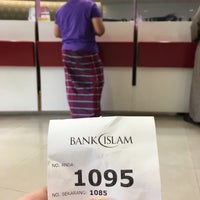 BANK ISLAM
NO. ANDA:
1095
NO. SEKARANG: 1085